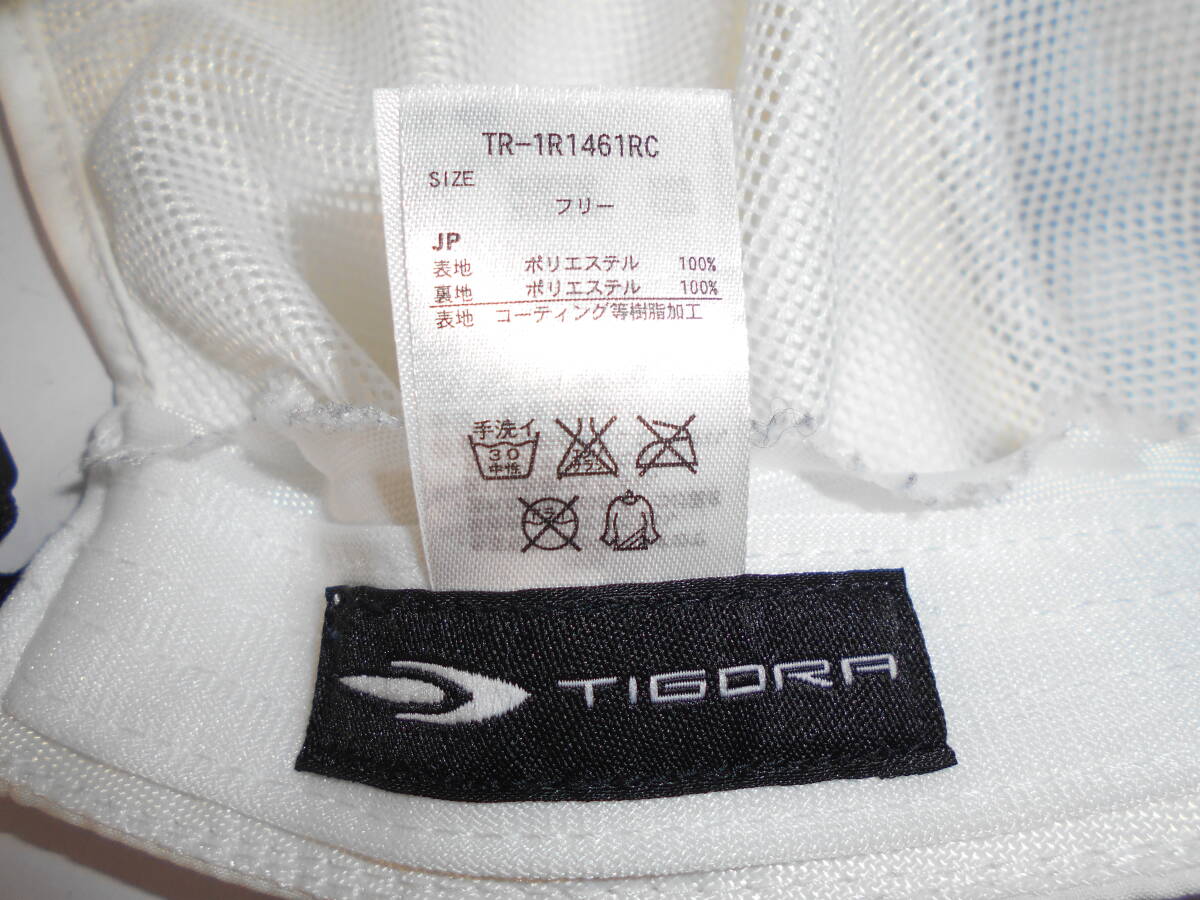 TR-1R1461RC
SIZE
フリー
JP
表地 ポリエステル 100%
裏地 ポリエステル 100%
表地 コーティング等樹脂加工
手洗イ
30
中性
TIGORA